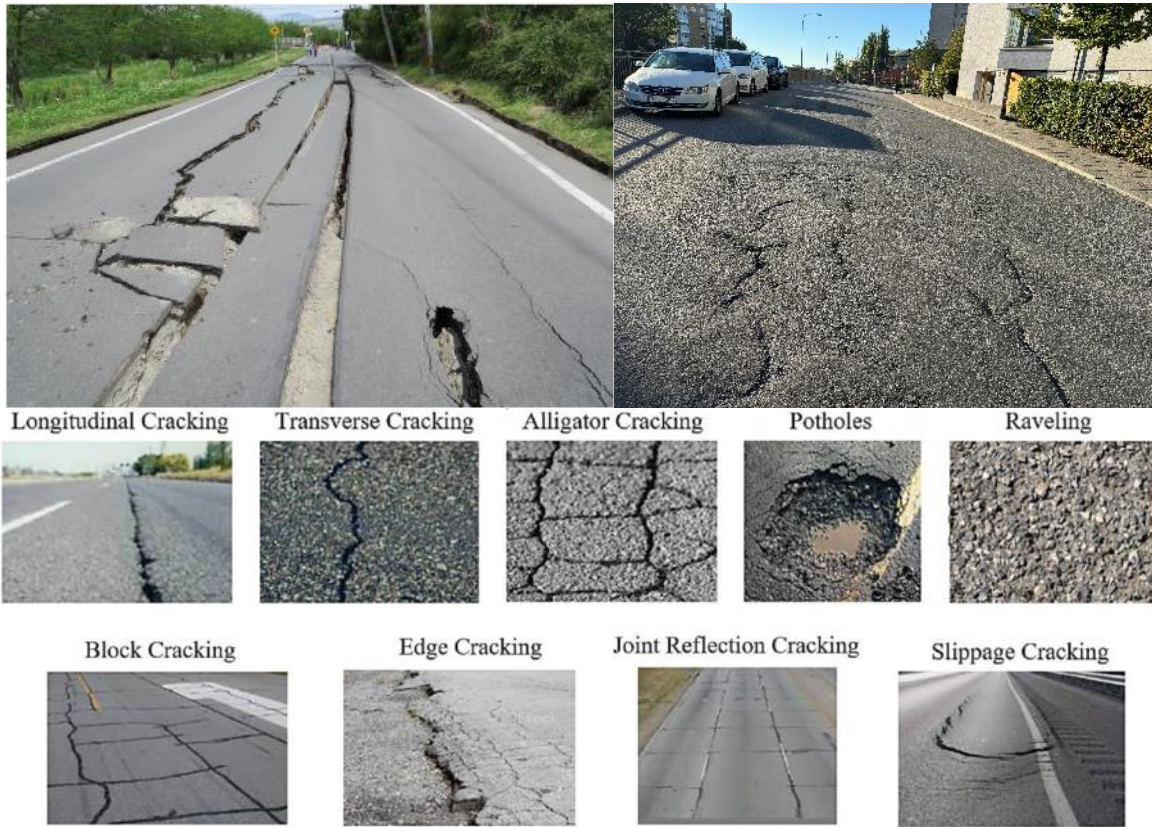 Longitudinal Cracking
Transverse Cracking
Alligator Cracking
Potholes
Raveling
Block Cracking
Edge Cracking
Joint Reflection Cracking
Slippage Cracking